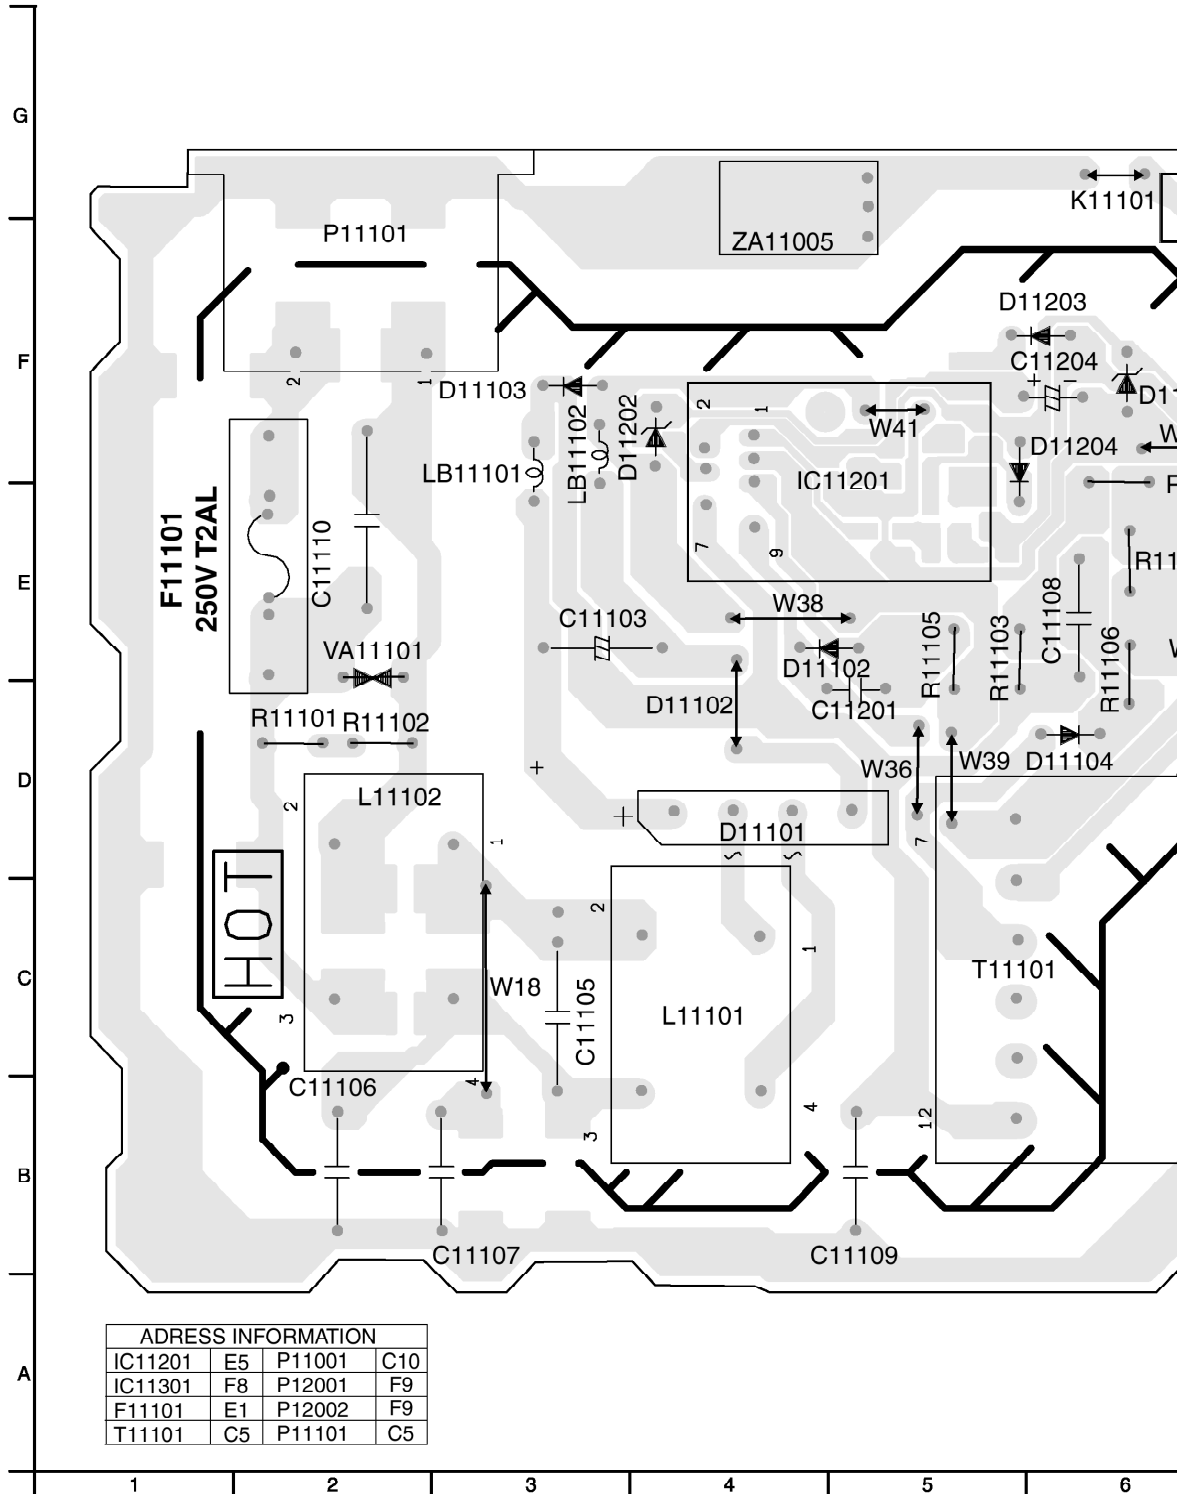 G
K11101
P11101
ZA11005
D11203
F
C11204
+ −
2
1
D11103
D11
2
1
W41
LB11102
D11202
W
D11204
LB11101
IC11201
R
F11101
250V T2AL
C11110
7
9
E
R11
C11103
W38
C11108
R11105
R11103
R11106
W
VA11101
D11102
D11102
C11201
R11101
R11102
W36
W39
D11104
D
+
L11102
2
1
+
D11101
~ ~
7
HOT
2
1
C
T11101
W18
C11105
L11101
3
C11106
4
4
12
3
B
C11107
C11109
ADRESS INFORMATION
IC11201 E5 P11001 C10
IC11301 F8 P12001 F9
F11101 E1 P12002 F9
T11101 C5 P11101 C5
A
1 2 3 4 5 6